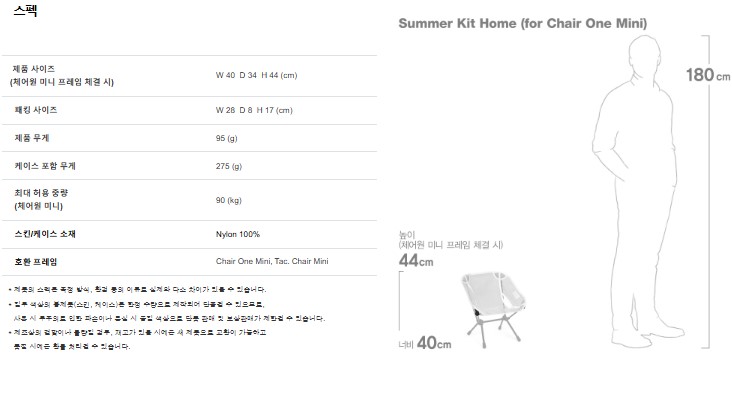 스펙
Summer Kit Home (for Chair One Mini)
제품 사이즈
(체어원 미니 프레임 체결 시)
W 40 D 34 H 44 (cm)
패킹 사이즈
W 28 D 8 H 17 (cm)
제품 무게
95 (g)
케이스 포함 무게
275 (g)
최대 허용 중량
(체어원 미니)
90 (kg)
스킨/케이스 소재
Nylon 100%
호환 프레임
Chair One Mini, Tac. Chair Mini
• 제품의 스펙은 측정 방식, 환경 등의 이유로 실제와 다소 차이가 있을 수 있습니다.
• 일부 색상의 홈제품(스킨, 케이스)은 한정 수량으로 제작되어 단종될 수 있으므로,
사용 시 부주의로 인한 파손이나 분실 시 동일 색상으로 단품 판매 및 보상판매가 제한될 수 있습니다.
• 제조상의 결함이나 불량일 경우, 재고가 있을 시에는 새 제품으로 교환이 가능하고
품절 시에는 환불 처리될 수 있습니다.
180cm
높이
(체어원 미니 프레임 체결 시)
44cm
너비 40cm